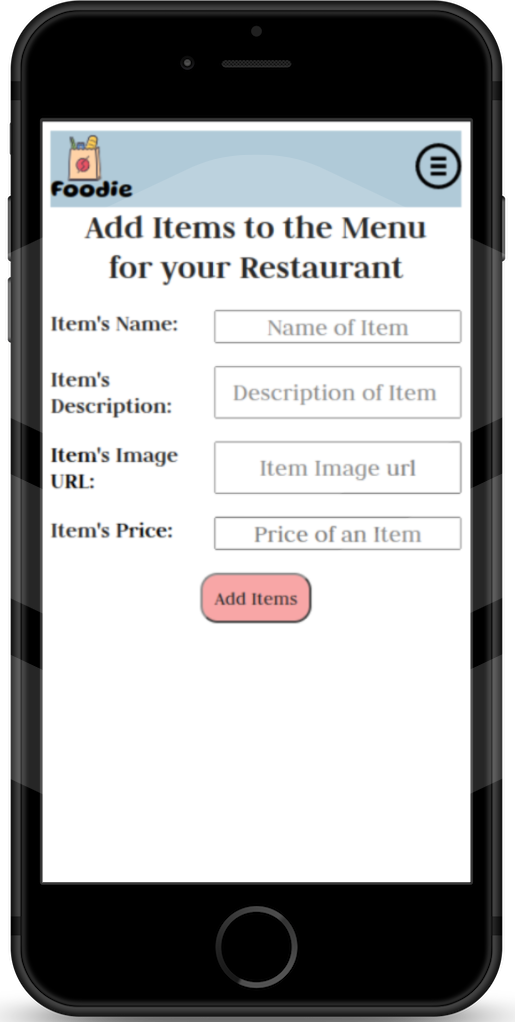 Foodie
Add Items to the Menu
for your Restaurant
Item's Name:
Name of Item
Item's
Description:
Description of Item
Item's Image
URL:
Item Image url
Item's Price:
Price of an Item
Add Items